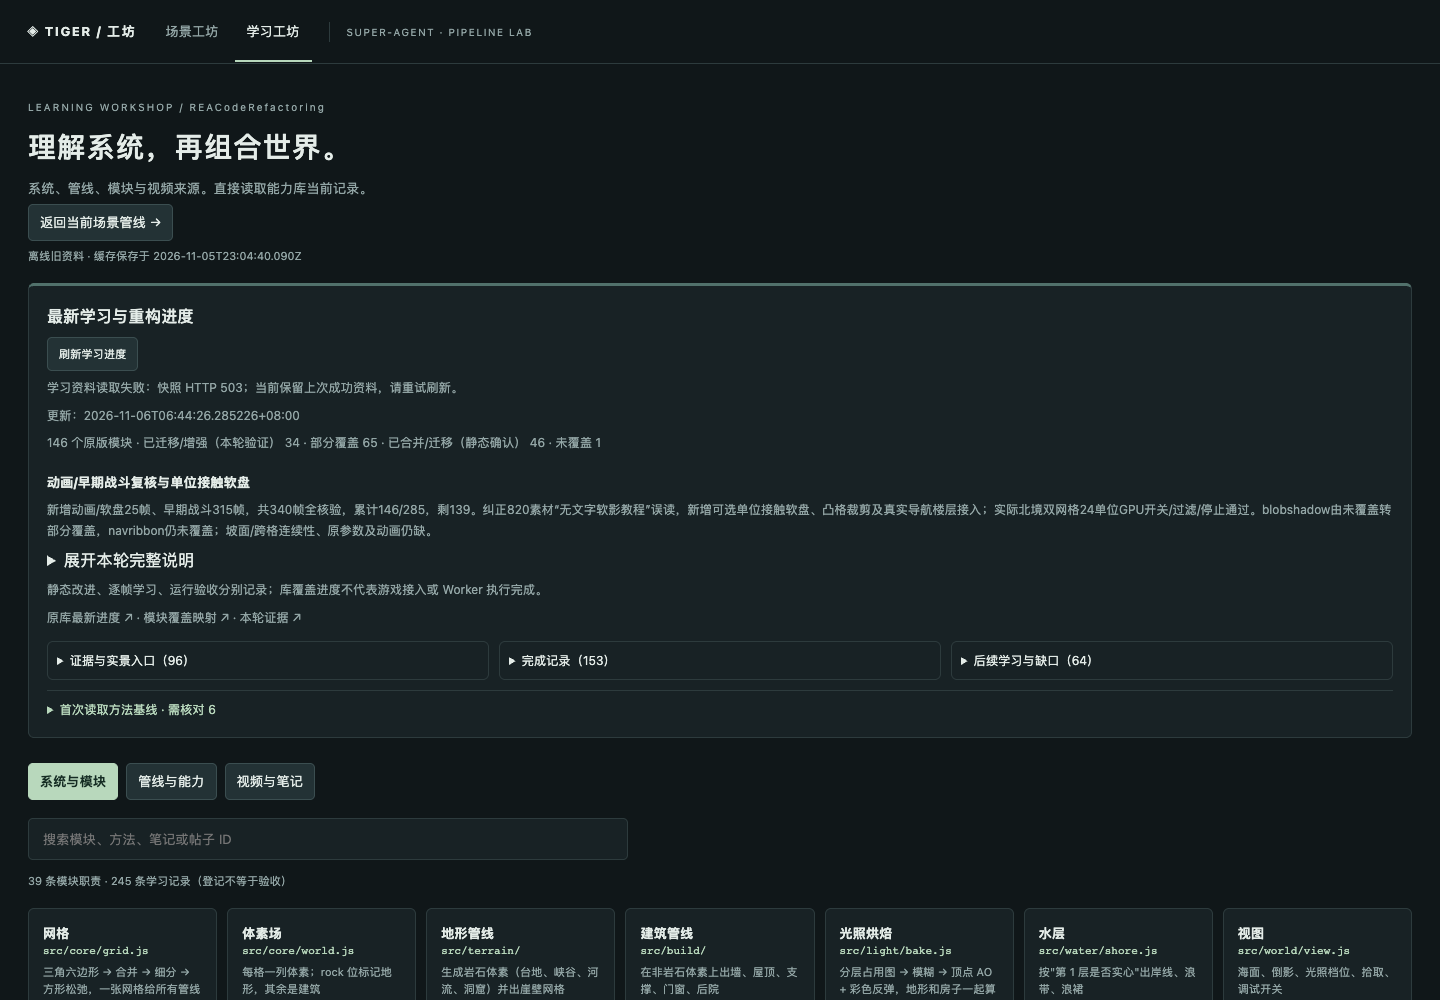 ◈ TIGER / 工坊 场景工坊 学习工坊 SUPER-AGENT · PIPELINE LAB
LEARNING WORKSHOP / REACodeRefactoring
理解系统，再组合世界。
系统、管线、模块与视频来源。直接读取能力库当前记录。
返回当前场景管线 →
离线旧资料 · 缓存保存于 2026-11-05T23:04:40.090Z
最新学习与重构进度
刷新学习进度
学习资料读取失败：快照 HTTP 503；当前保留上次成功资料，请重试刷新。
更新：2026-11-06T06:44:26.285226+08:00
146 个原版模块 · 已迁移/增强（本轮验证） 34 · 部分覆盖 65 · 已合并/迁移（静态确认） 46 · 未覆盖 1
动画/早期战斗复核与单位接触软盘
新增动画/软盘25帧、早期战斗315帧，共340帧全核验，累计146/285，剩139。纠正820素材“无文字软影教程”误读，新增可选单位接触软盘、凸格裁剪及真实导航楼层接入；实际北境双网格24单位GPU开关/过滤/停止通过。blobshadow由未覆盖转
部分覆盖，navribbon仍未覆盖；坡面/跨格连续性、原参数及动画仍缺。
▶ 展开本轮完整说明
静态改进、逐帧学习、运行验收分别记录；库覆盖进度不代表游戏接入或 Worker 执行完成。
原库最新进度 ↗ · 模块覆盖映射 ↗ · 本轮证据 ↗
▶ 证据与实景入口（96） ▶ 完成记录（153） ▶ 后续学习与缺口（64）
▶ 首次读取方法基线 · 需核对 6
系统与模块 管线与能力 视频与笔记
搜索模块、方法、笔记或帖子 ID
39 条模块职责 · 245 条学习记录（登记不等于验收）
网格 体素场 地形管线 建筑管线 光照烘焙 水层 视图
src/core/grid.js src/core/world.js src/terrain/ src/build/ src/light/bake.js src/water/shore.js src/world/view.js
三角六边形 → 合并 → 细分 → 每格一列体素；rock 位标记地 生成岩石体素（台地、峡谷、河 在非岩石体素上出墙、屋顶、支 分层占用图 → 模糊 → 顶点 AO 按"第 1 层是否实心"出岸线、浪 海面、倒影、光照档位、拾取、
方形松弛，一张网格给所有管线 形，其余是建筑 流、洞窟）并出崖壁网格 撑、门窗、后院 + 彩色反弹，地形和房子一起算 带、浪裙 调试开关